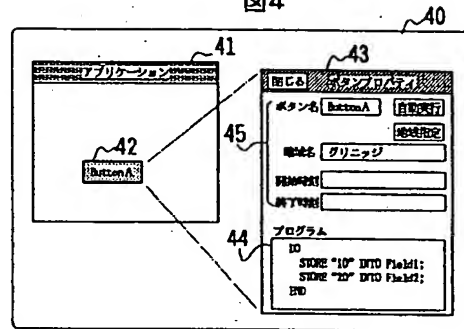 図4
40
41
アプリケーション
42
ButtonA
43
閉じる
ボタンプロパティ
45
ボタン名
ButtonA
自動実行
地域指定
地域名
グリニッジ
開始時刻
終了時刻
プログラム
44
DO
STORE "10" INTO Field1;
STORE "20" INTO Field2;
END